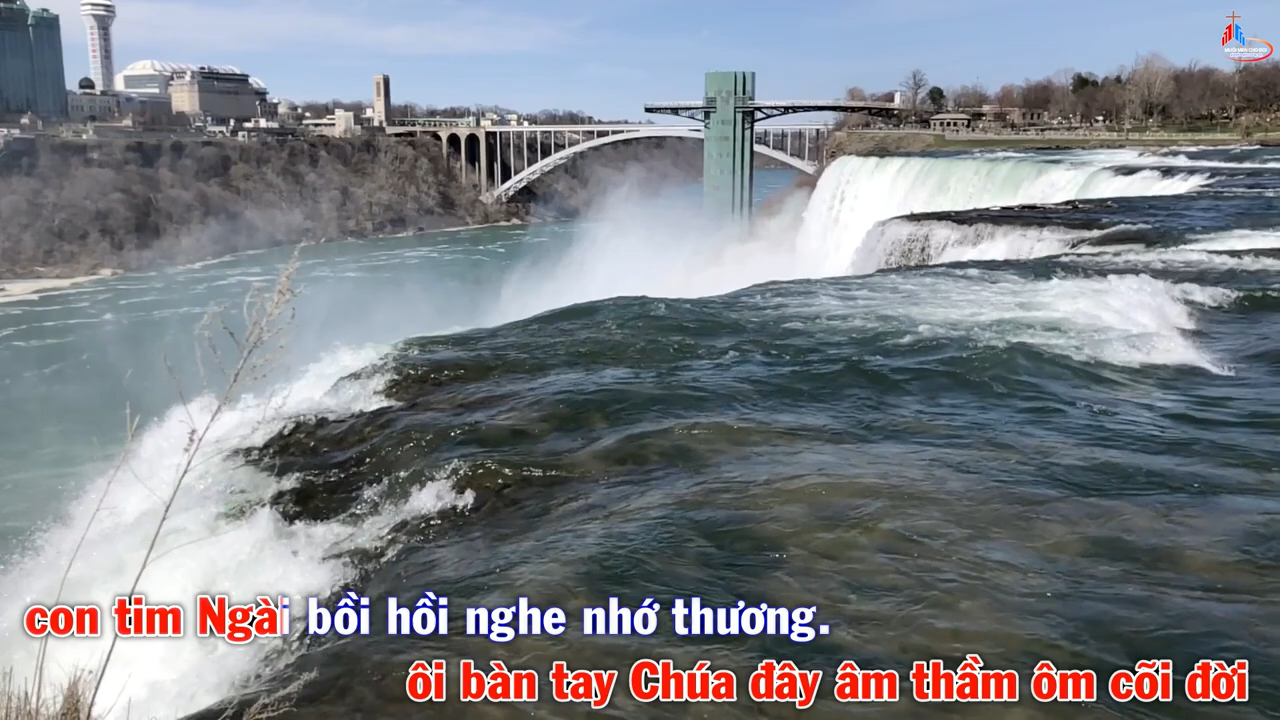 con tim Ngài bồi hồi nghe nhớ thương.
ôi bàn tay Chúa đây âm thầm ôm cõi đời